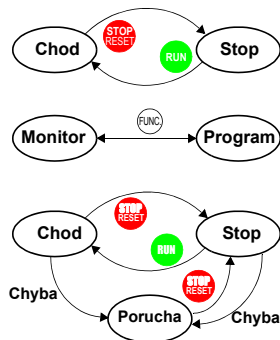 Chod
STOP
RESET
RUN
Stop
Monitor
FUNC.
Program
Chod
STOP
RESET
RUN
Stop
STOP
RESET
Chyba
Porucha
Chyba